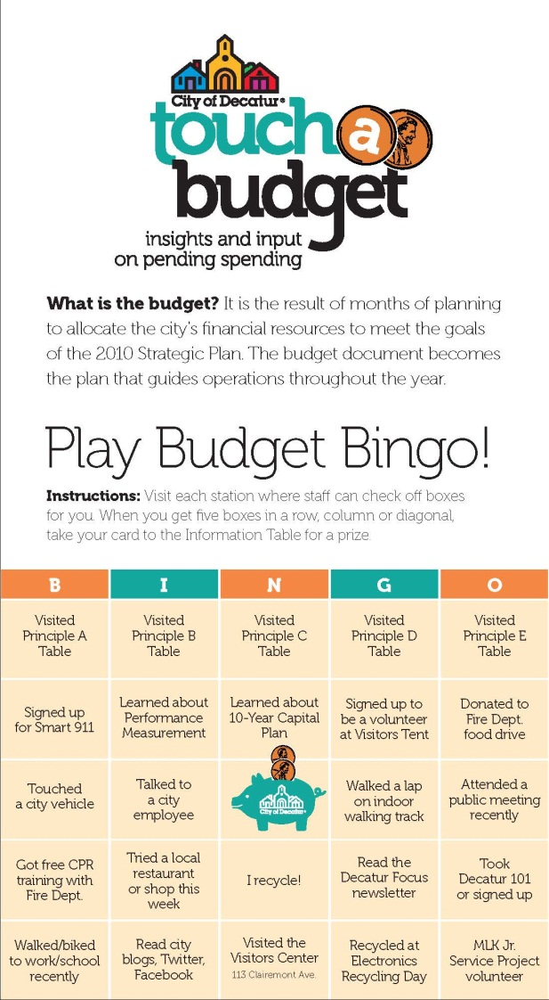 City of Decatur®
touch a
budget
insights and input
on pending spending
What is the budget? It is the result of months of planning
to allocate the city's financial resources to meet the goals
of the 2010 Strategic Plan. The budget document becomes
the plan that guides operations throughout the year.
Play Budget Bingo!
Instructions: Visit each station where staff can check off boxes
for you. When you get five boxes in a row, column or diagonal,
take your card to the Information Table for a prize.
B I N G O
Visited
Principle A
Table
Visited
Principle B
Table
Visited
Principle C
Table
Visited
Principle D
Table
Visited
Principle E
Table
Signed up
for Smart 911
Learned about
Performance
Measurement
Learned about
10-Year Capital
Plan
Signed up to
be a volunteer
at Visitors Tent
Donated to
Fire Dept.
food drive
Touched
a city vehicle
Talked to
a city
employee
City of Decatur®
Walked a lap
on indoor
walking track
Attended a
public meeting
recently
Got free CPR
training with
Fire Dept.
Tried a local
restaurant
or shop this
week
I recycle!
Read the
Decatur Focus
newsletter
Took
Decatur 101
or signed up
Walked/biked
to work/school
recently
Read city
blogs, Twitter,
Facebook
Visited the
Visitors Center
113 Clairemont Ave.
Recycled at
Electronics
Recycling Day
MLK Jr.
Service Project
volunteer